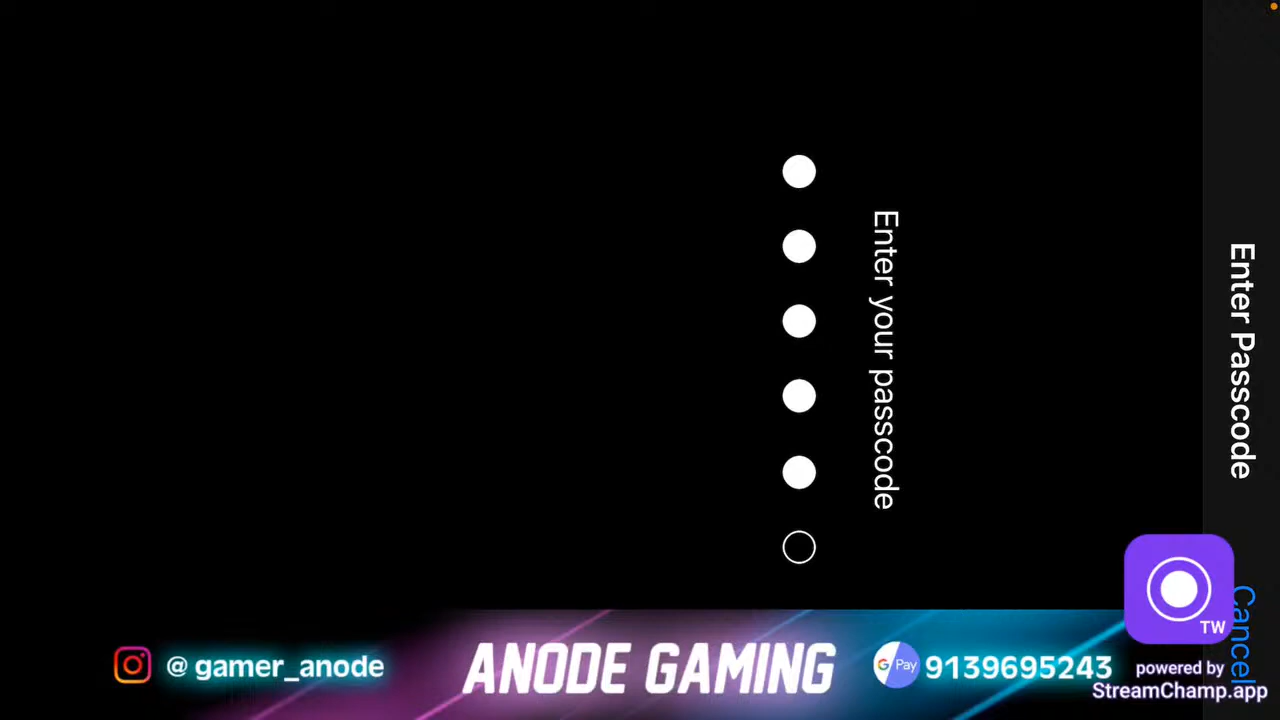 Enter Passcode
Cancel
Enter your passcode
@ gamer_anode
ANODE GAMING
G Pay 9139695243
TW
powered by
StreamChamp.app